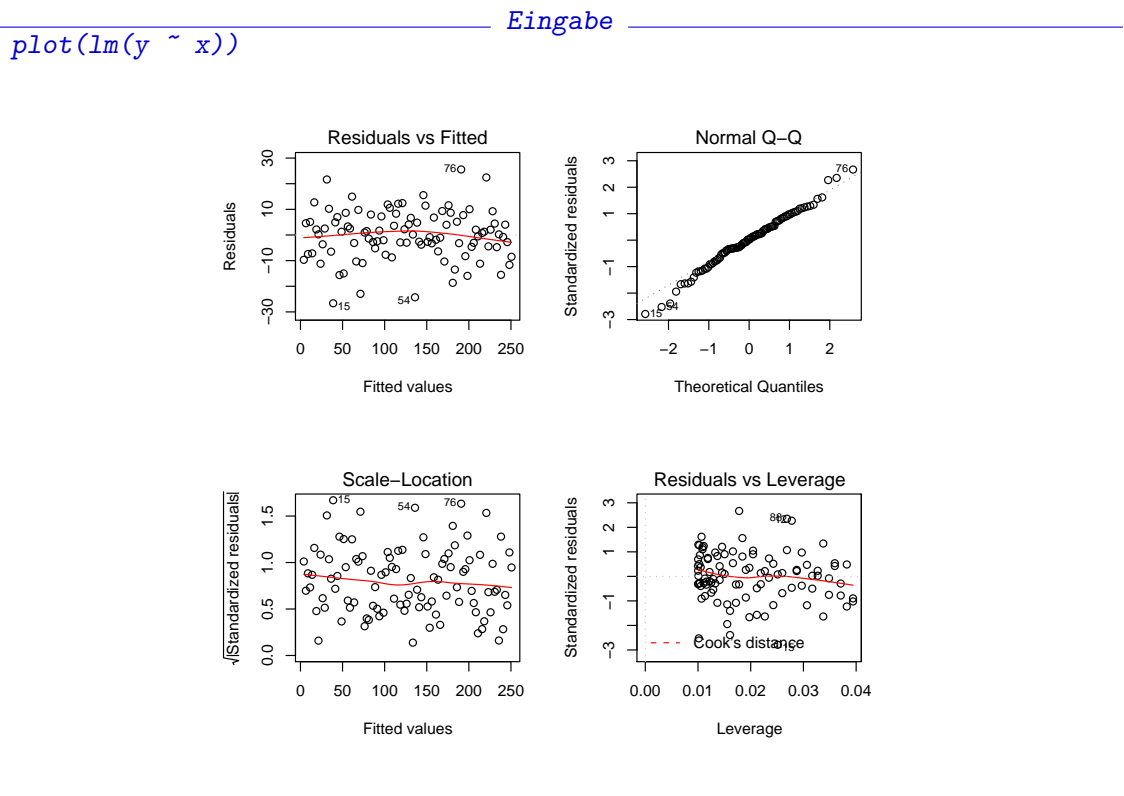 Eingabe
plot(lm(y ~ x))
Residuals vs Fitted
Residuals
30
10
−10
−30
76
15
54
0 50 100 150 200 250
Fitted values
Normal Q−Q
Standardized residuals
3
1
−1
−3
76
54
15
−2 −1 0 1 2
Theoretical Quantiles
Scale−Location
√|Standardized residuals|
1.5
1.0
0.5
0.0
15
54
76
0 50 100 150 200 250
Fitted values
Residuals vs Leverage
Standardized residuals
3
2
1
−1
−3
Cook's distance
15
0.00 0.01 0.02 0.03 0.04
Leverage